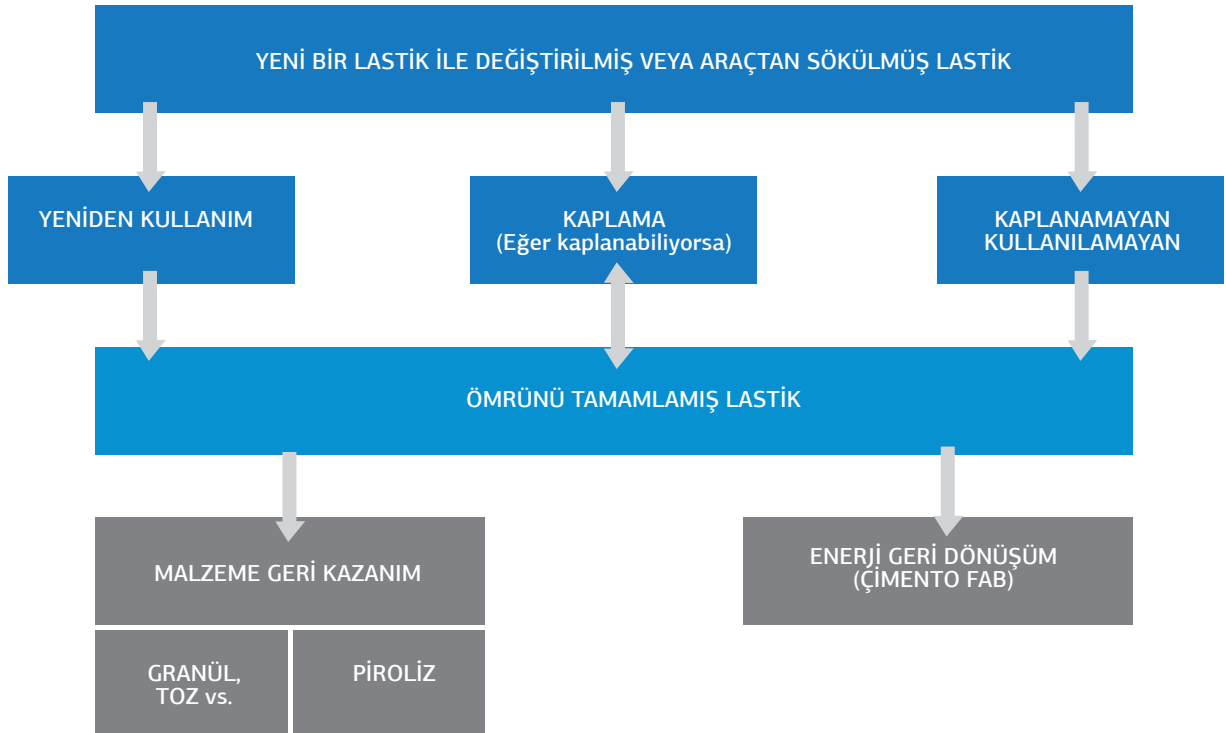 YENİ BİR LASTİK İLE DEĞİŞTİRİLMİŞ VEYA ARAÇTAN SÖKÜLMÜŞ LASTİK
YENİDEN KULLANIM
KAPLAMA
(Eğer kaplanabiliyorsa)
KAPLANAMAYAN
KULLANILAMAYAN
ÖMRÜNÜ TAMAMLAMIŞ LASTİK
MALZEME GERİ KAZANIM
ENERJİ GERİ DÖNÜŞÜM
(ÇİMENTO FAB)
GRANÜL,
TOZ vs.
PİROLİZ